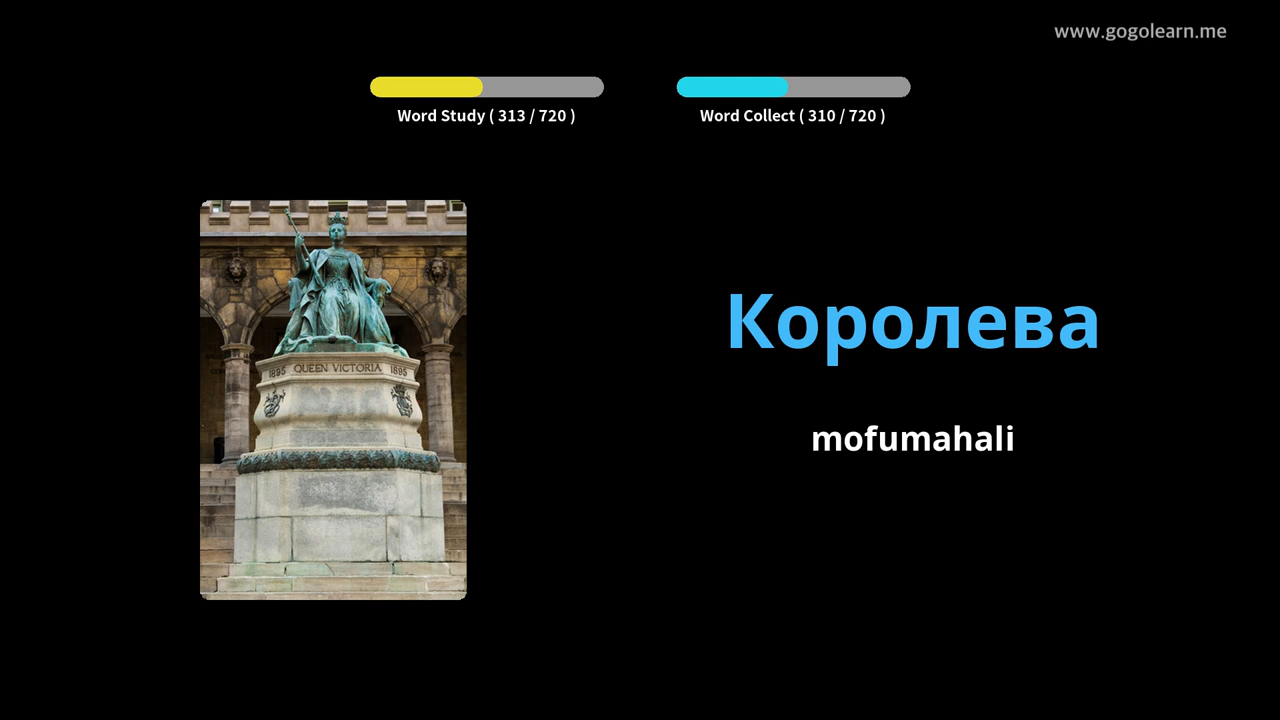 www.gogolearn.me
Word Study ( 313 / 720 )
Word Collect ( 310 / 720 )
1895 QUEEN VICTORIA 1895
Королева
mofumahali